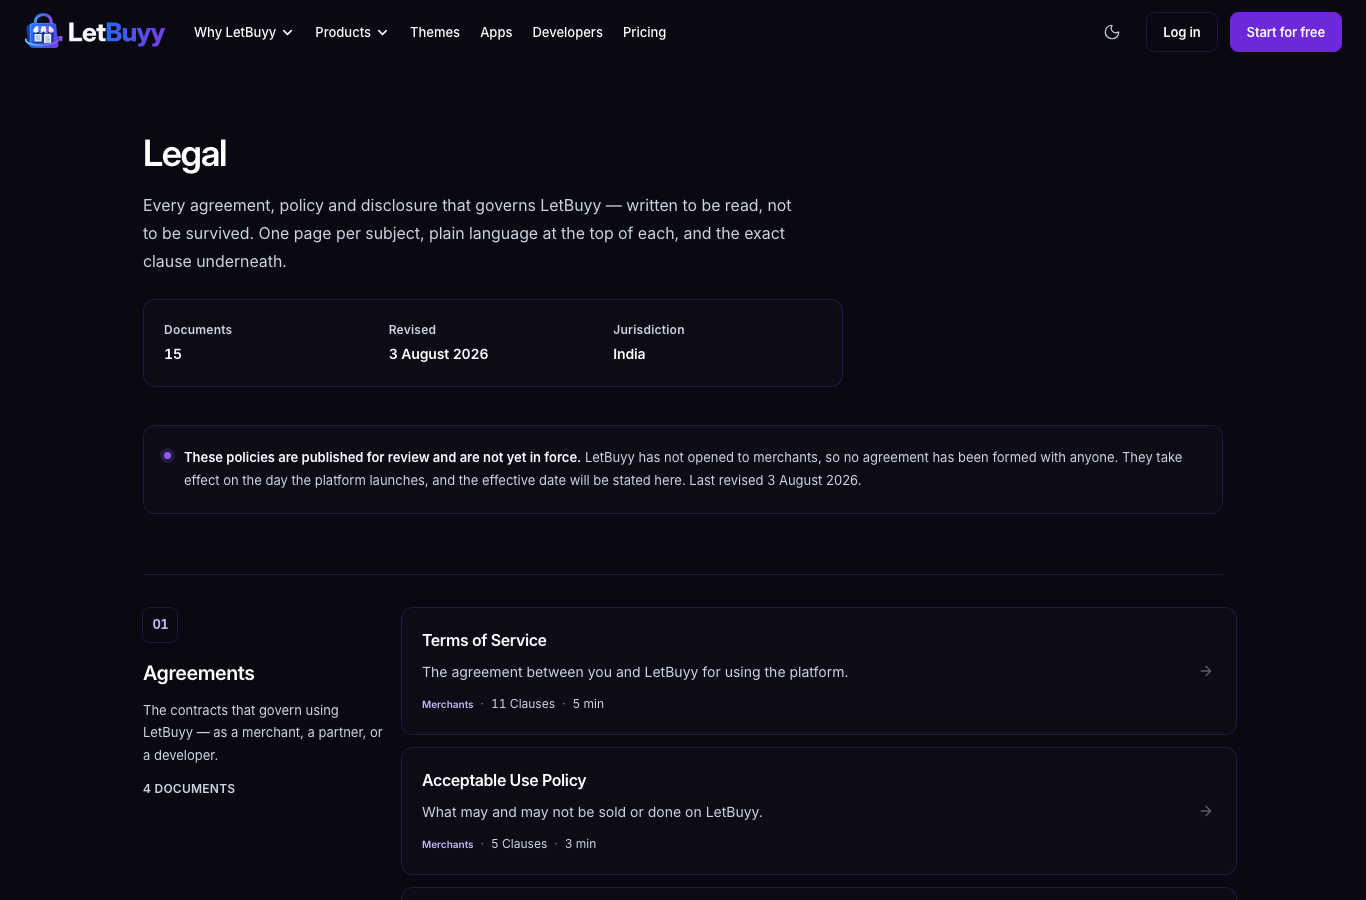 LetBuyy
Why LetBuyy
Products
Themes
Apps
Developers
Pricing
Log in
Start for free
Legal
Every agreement, policy and disclosure that governs LetBuyy — written to be read, not
to be survived. One page per subject, plain language at the top of each, and the exact
clause underneath.
Documents
15
Revised
3 August 2026
Jurisdiction
India
These policies are published for review and are not yet in force. LetBuyy has not opened to merchants, so no agreement has been formed with anyone. They take
effect on the day the platform launches, and the effective date will be stated here. Last revised 3 August 2026.
01
Agreements
The contracts that govern using
LetBuyy — as a merchant, a partner, or
a developer.
4 DOCUMENTS
Terms of Service
The agreement between you and LetBuyy for using the platform.
Merchants · 11 Clauses · 5 min
Acceptable Use Policy
What may and may not be sold or done on LetBuyy.
Merchants · 5 Clauses · 3 min